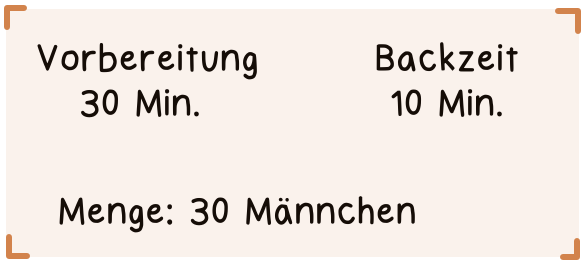 Vorbereitung Backzeit
30 Min. 10 Min.
Menge: 30 Männchen